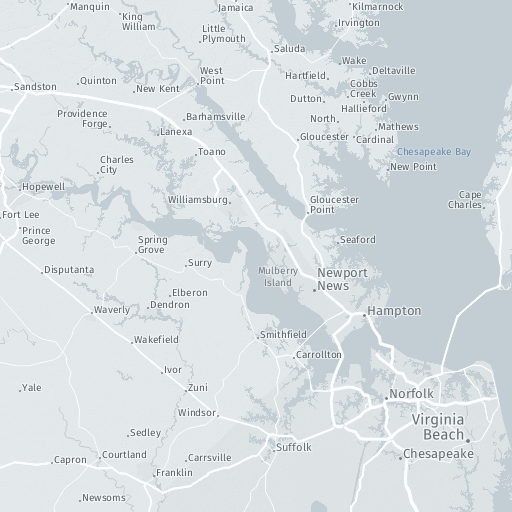 Manquin
Jamaica
Kilmarnock
King
William
Irvington
Little
Plymouth
Saluda
Wake
Deltaville
West
Point
Hartfield
Quinton
New Kent
Sandston
Cobbs
Creek
Gwynn
Dutton
Hallieford
Providence
Forge
Barhamsville
North
Mathews
Lanexa
Gloucester
Cardinal
Toano
Chesapeake Bay
Charles
City
New Point
Hopewell
Williamsburg
Gloucester
Point
Cape
Charles
Fort Lee
Prince
George
Spring
Grove
Seaford
Disputanta
Surry
Mulberry
Island
Newport
News
Elberon
Dendron
Waverly
Hampton
Wakefield
Smithfield
Carrollton
Ivor
Yale
Zuni
Norfolk
Windsor
Virginia
Beach
Sedley
Suffolk
Courtland
Chesapeake
Capron
Carrsville
Franklin
Newsoms